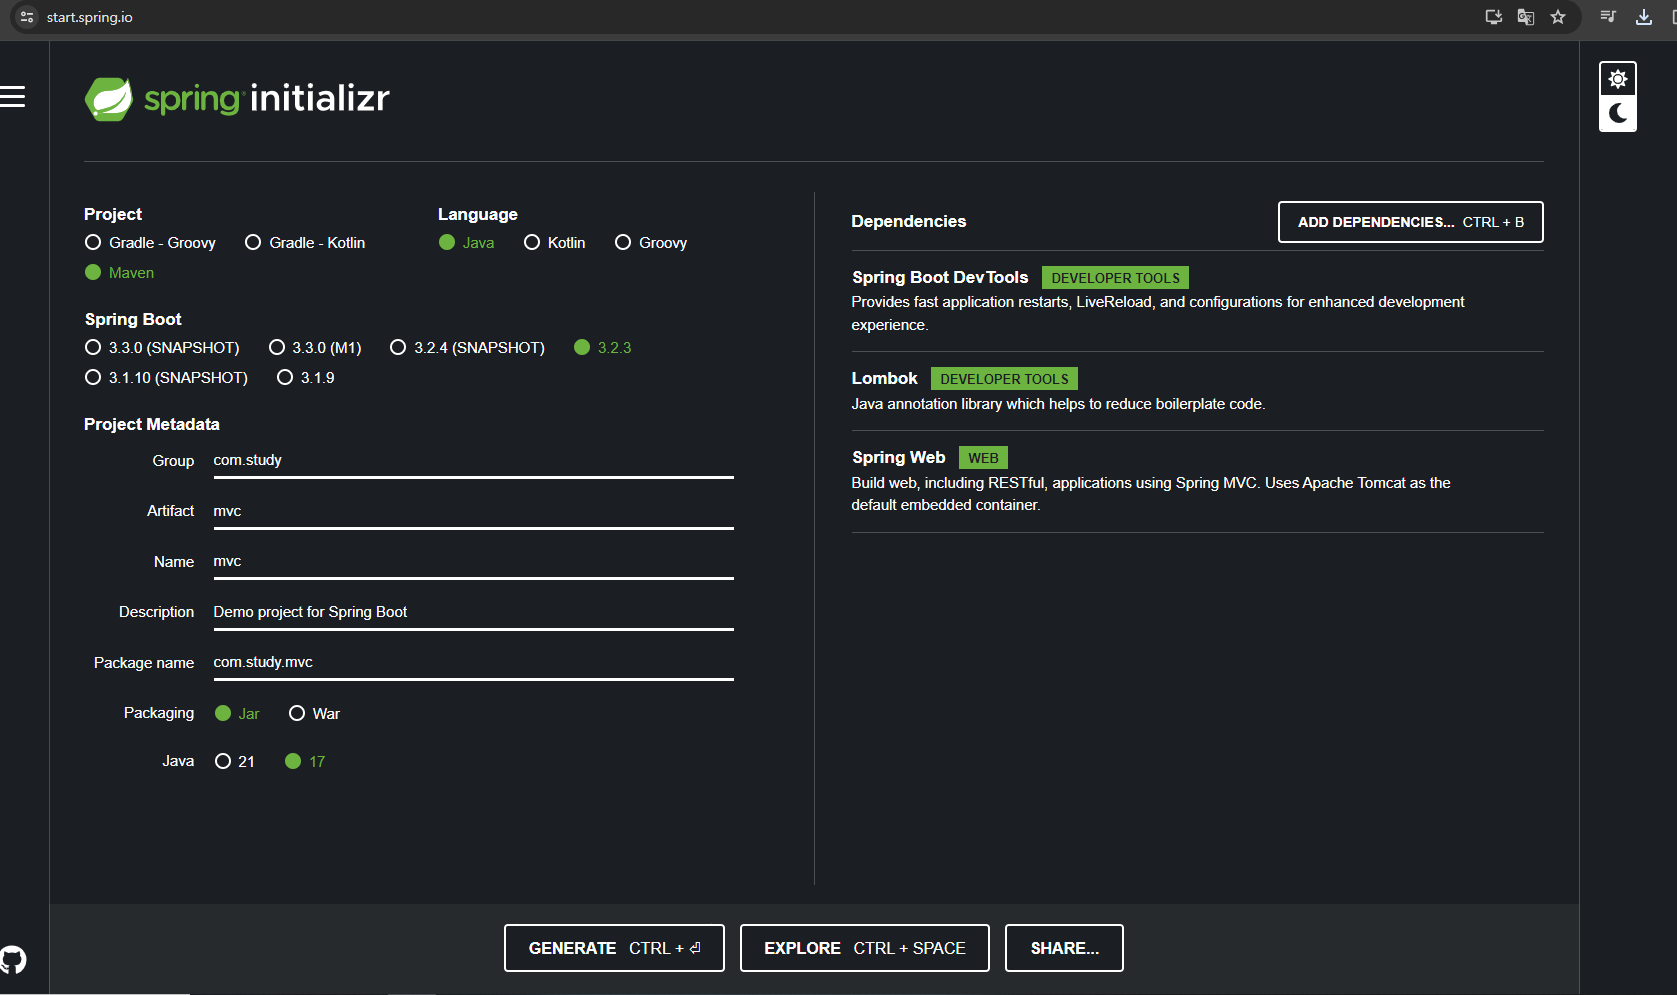 start.spring.io
spring initializr
Project
Gradle - Groovy Gradle - Kotlin
Maven
Language
Java Kotlin Groovy
Spring Boot
3.3.0 (SNAPSHOT) 3.3.0 (M1) 3.2.4 (SNAPSHOT) 3.2.3
3.1.10 (SNAPSHOT) 3.1.9
Project Metadata
Group com.study
Artifact mvc
Name mvc
Description Demo project for Spring Boot
Package name com.study.mvc
Packaging Jar War
Java 21 17
Dependencies
ADD DEPENDENCIES... CTRL + B
Spring Boot DevTools DEVELOPER TOOLS
Provides fast application restarts, LiveReload, and configurations for enhanced development
experience.
Lombok DEVELOPER TOOLS
Java annotation library which helps to reduce boilerplate code.
Spring Web WEB
Build web, including RESTful, applications using Spring MVC. Uses Apache Tomcat as the
default embedded container.
GENERATE CTRL + ⏎
EXPLORE CTRL + SPACE
SHARE...